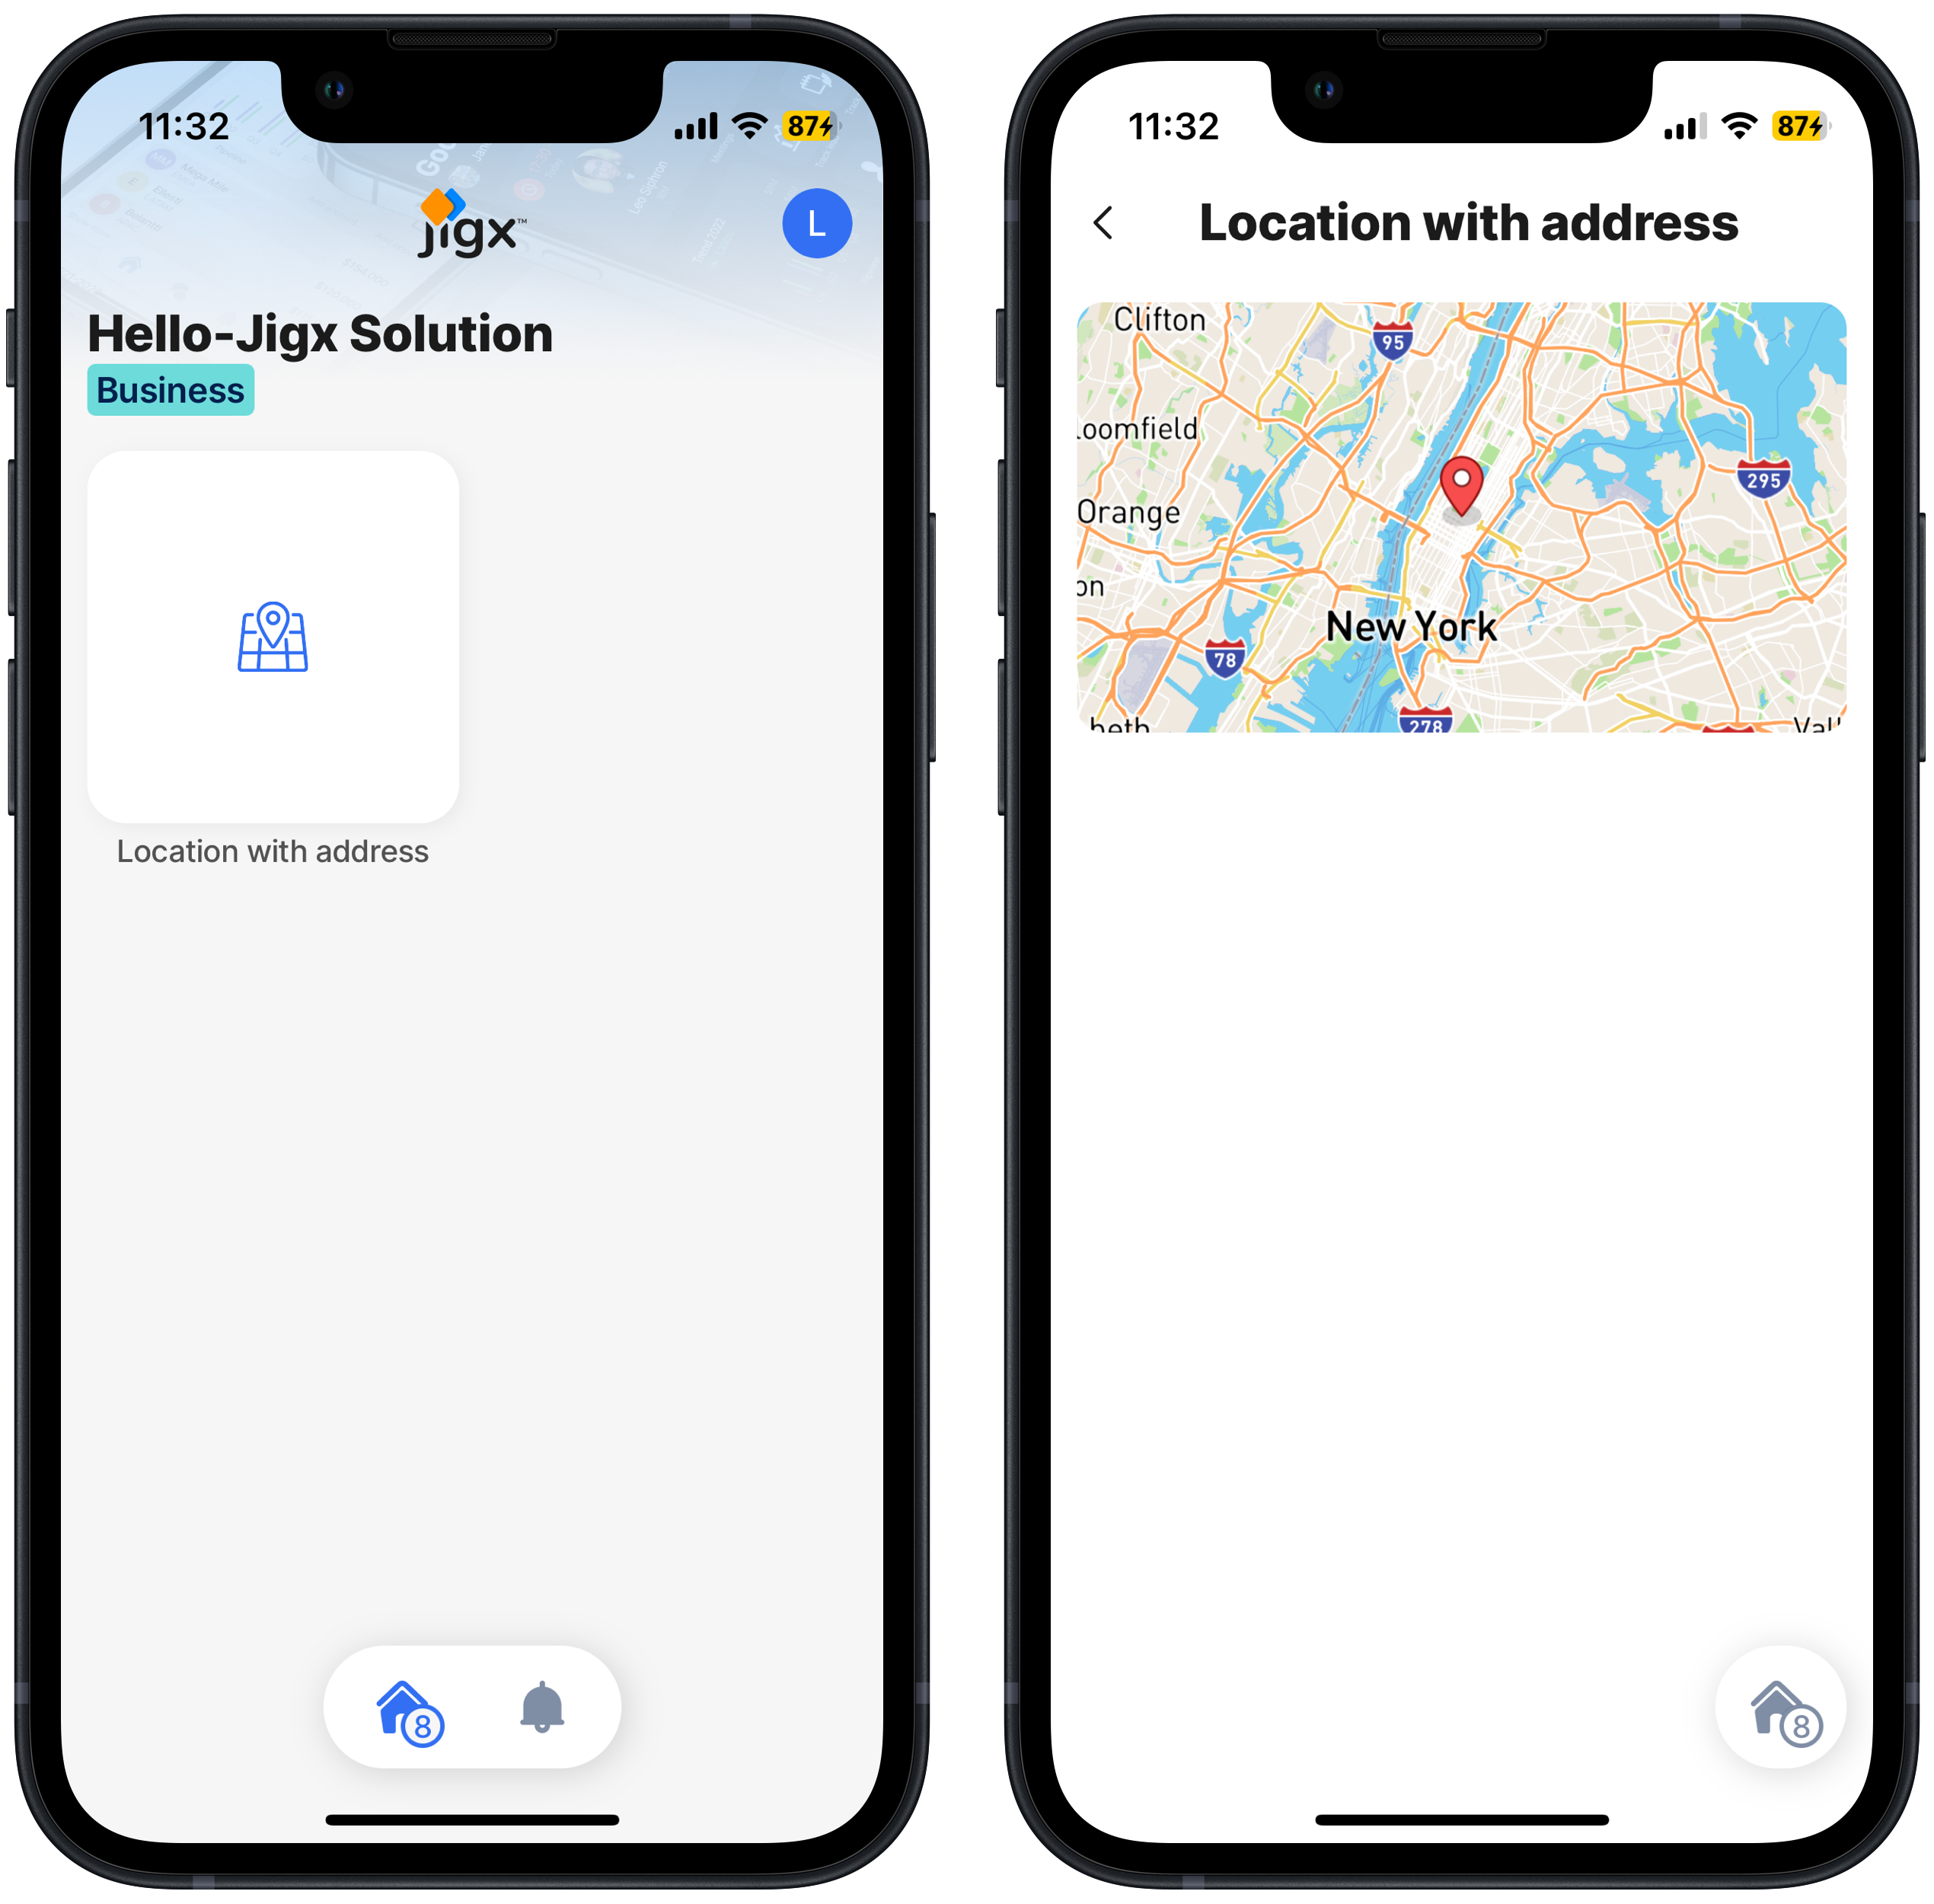 11:32
87
jigx™
L
Hello-Jigx Solution
Business
Location with address
8
11:32
87
Location with address
Clifton
95
loomfield
295
Orange
on
New York
78
278
beth
Vall
8